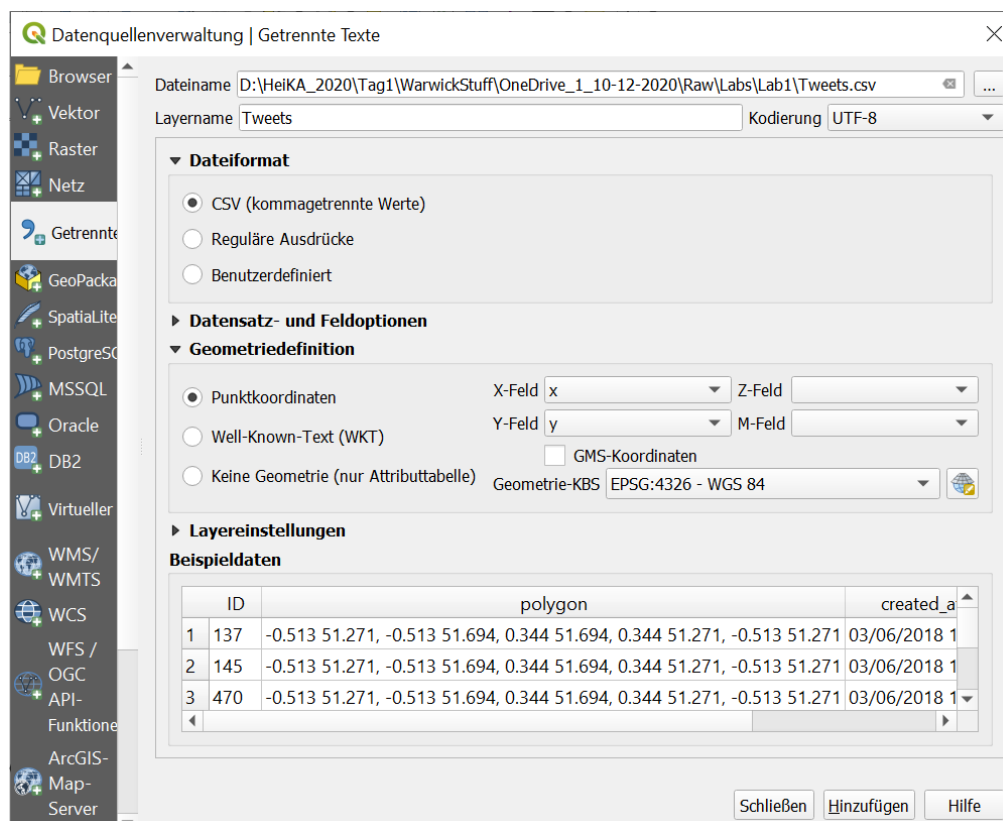 Datenquellenverwaltung | Getrennte Texte
Browser
Vektor
Raster
Netz
Getrennte
GeoPacka
SpatiaLite
PostgreSQ
MSSQL
Oracle
DB2
DB2
Virtueller
WMS/
WMTS
WCS
WFS /
OGC
API-
Funktione
ArcGIS-
Map-
Server
Dateiname D:\HeiKA_2020\Tag1\WarwickStuff\OneDrive_1_10-12-2020\Raw\Labs\Lab1\Tweets.csv ...
Layername Tweets Kodierung UTF-8
Dateiformat
CSV (kommagetrennte Werte)
Reguläre Ausdrücke
Benutzerdefiniert
Datensatz- und Feldoptionen
Geometriedefinition
Punktkoordinaten X-Feld x Z-Feld
Well-Known-Text (WKT) Y-Feld y M-Feld
GMS-Koordinaten
Keine Geometrie (nur Attributtabelle) Geometrie-KBS EPSG:4326 - WGS 84
Layereinstellungen
Beispieldaten
ID polygon created_a
1 137 -0.513 51.271, -0.513 51.694, 0.344 51.694, 0.344 51.271, -0.513 51.271 03/06/2018 1
2 145 -0.513 51.271, -0.513 51.694, 0.344 51.694, 0.344 51.271, -0.513 51.271 03/06/2018 1
3 470 -0.513 51.271, -0.513 51.694, 0.344 51.694, 0.344 51.271, -0.513 51.271 03/06/2018 1
Schließen Hinzufügen Hilfe